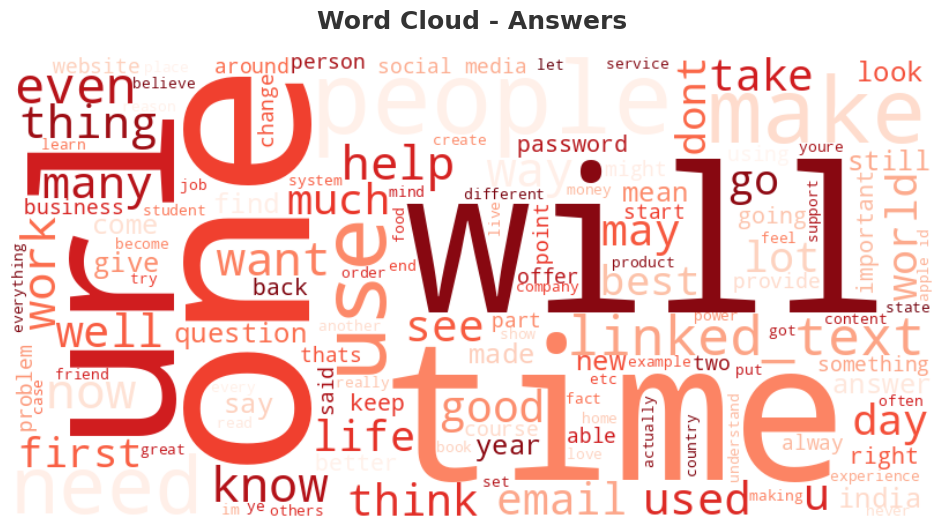 Word Cloud - Answers
website place around person social media let service take look
even believe people make dont
thing reason change create password youre
learn help way might using still
many job system much mind different money go
business student find food live mean world
come become want use point start may going important
work give try order end offer product best lot feel support
everything back company provide apple id
will
url one
well question another see part linked_text power got content state
friend thats show made new example two put something
problem case now every say really said keep etc fact answer
read good home able day often
first great life course year love actually country understand alway right
need better book experience
know think set email used making u india
im ye others never
time